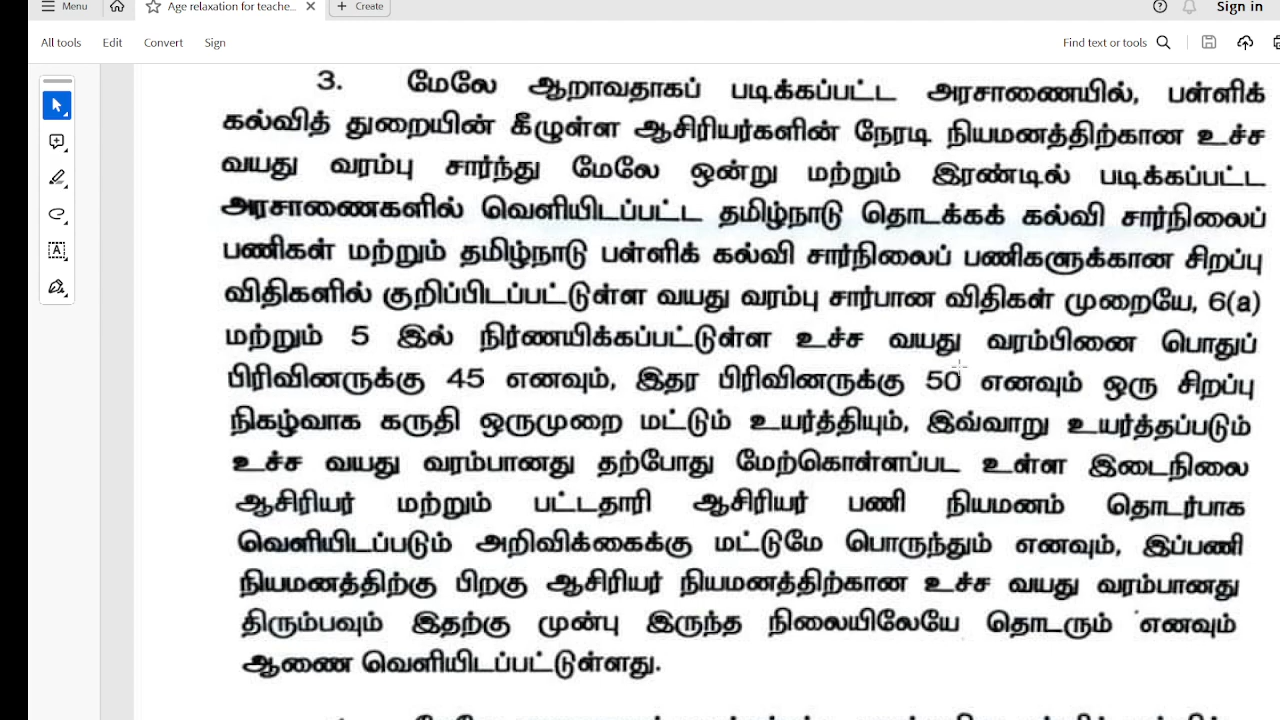 Menu
Age relaxation for teache...
Create
Sign in
All tools Edit Convert Sign
Find text or tools
3. மேலே ஆறாவதாகப் படிக்கப்பட்ட அரசாணையில், பள்ளிக்
கல்வித் துறையின் கீழுள்ள ஆசிரியர்களின் நேரடி நியமனத்திற்கான உச்ச
வயது வரம்பு சார்ந்து மேலே ஒன்று மற்றும் இரண்டில் படிக்கப்பட்ட
அரசாணைகளில் வெளியிடப்பட்ட தமிழ்நாடு தொடக்கக் கல்வி சார்நிலைப்
பணிகள் மற்றும் தமிழ்நாடு பள்ளிக் கல்வி சார்நிலைப் பணிகளுக்கான சிறப்பு
விதிகளில் குறிப்பிடப்பட்டுள்ள வயது வரம்பு சார்பான விதிகள் முறையே, 6(a)
மற்றும் 5 இல் நிர்ணயிக்கப்பட்டுள்ள உச்ச வயது வரம்பினை பொதுப்
பிரிவினருக்கு 45 எனவும், இதர பிரிவினருக்கு 50 எனவும் ஒரு சிறப்பு
நிகழ்வாக கருதி ஒருமுறை மட்டும் உயர்த்தியும், இவ்வாறு உயர்த்தப்படும்
உச்ச வயது வரம்பானது தற்போது மேற்கொள்ளப்பட உள்ள இடைநிலை
ஆசிரியர் மற்றும் பட்டதாரி ஆசிரியர் பணி நியமனம் தொடர்பாக
வெளியிடப்படும் அறிவிக்கைக்கு மட்டுமே பொருந்தும் எனவும், இப்பணி
நியமனத்திற்கு பிறகு ஆசிரியர் நியமனத்திற்கான உச்ச வயது வரம்பானது
திரும்பவும் இதற்கு முன்பு இருந்த நிலையிலேயே தொடரும் எனவும்
ஆணை வெளியிடப்பட்டுள்ளது.